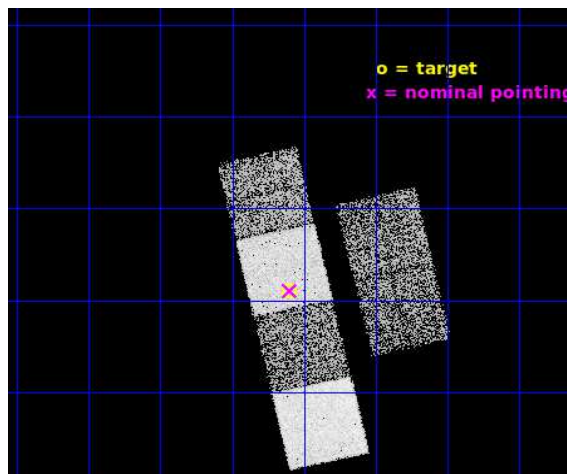 o = target
x = nominal pointing